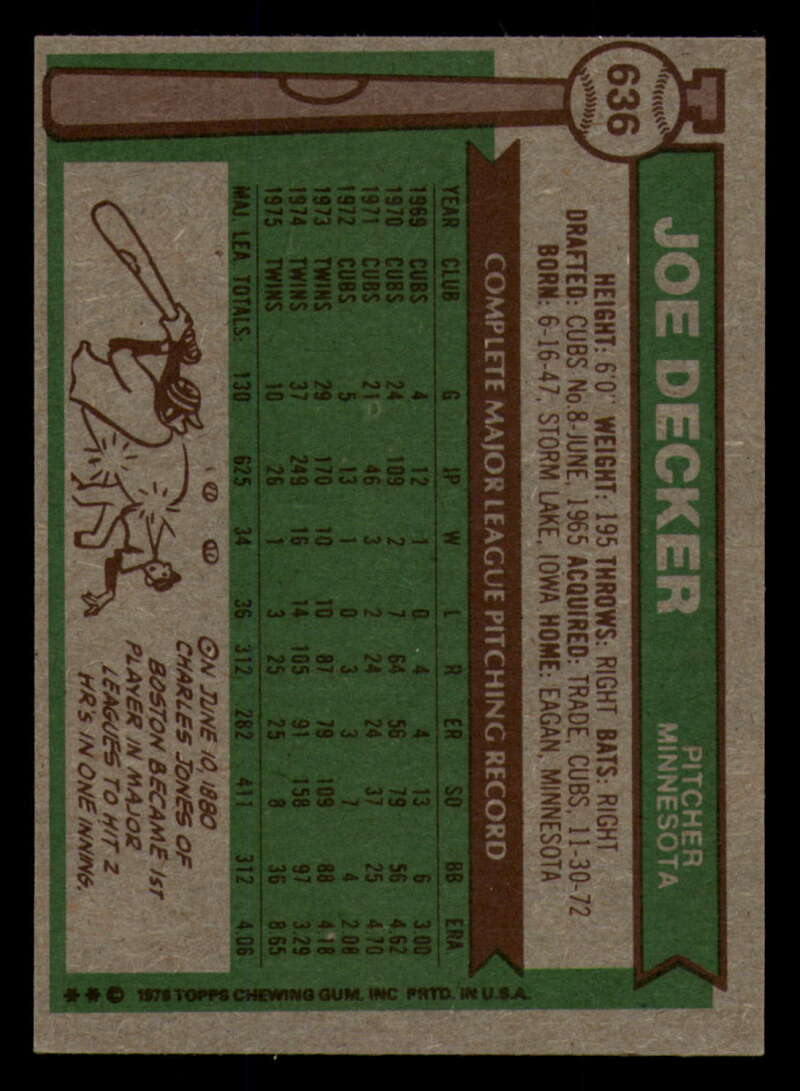 636
JOE DECKER
PITCHER
MINNESOTA
HEIGHT: 6'0" WEIGHT: 195 THROWS: RIGHT BATS: RIGHT
DRAFTED: CUBS No.8-JUNE, 1965 ACQUIRED: TRADE, CUBS, 11-30-72
BORN: 6-16-47, STORM LAKE, IOWA HOME: EAGAN, MINNESOTA
COMPLETE MAJOR LEAGUE PITCHING RECORD
YEAR CLUB G IP W L R ER SO BB ERA
1969 CUBS 4 12 1 0 4 4 13 6 3.00
1970 CUBS 24 109 2 7 64 56 79 56 4.62
1971 CUBS 21 46 3 2 24 24 37 25 4.70
1972 CUBS 5 13 1 0 3 3 7 4 2.08
1973 TWINS 29 170 10 10 87 79 109 88 4.18
1974 TWINS 37 249 16 14 105 91 158 97 3.29
1975 TWINS 10 26 1 3 25 25 8 36 8.65
MAJ. LEA. TOTALS: 130 625 34 36 312 282 411 312 4.06
ON JUNE 10, 1880
CHARLES JONES OF
BOSTON BECAME 1ST
PLAYER IN MAJOR
LEAGUES TO HIT 2
HR'S IN ONE INNING.
** © 1976 TOPPS CHEWING GUM, INC. PRTD. IN U.S.A.